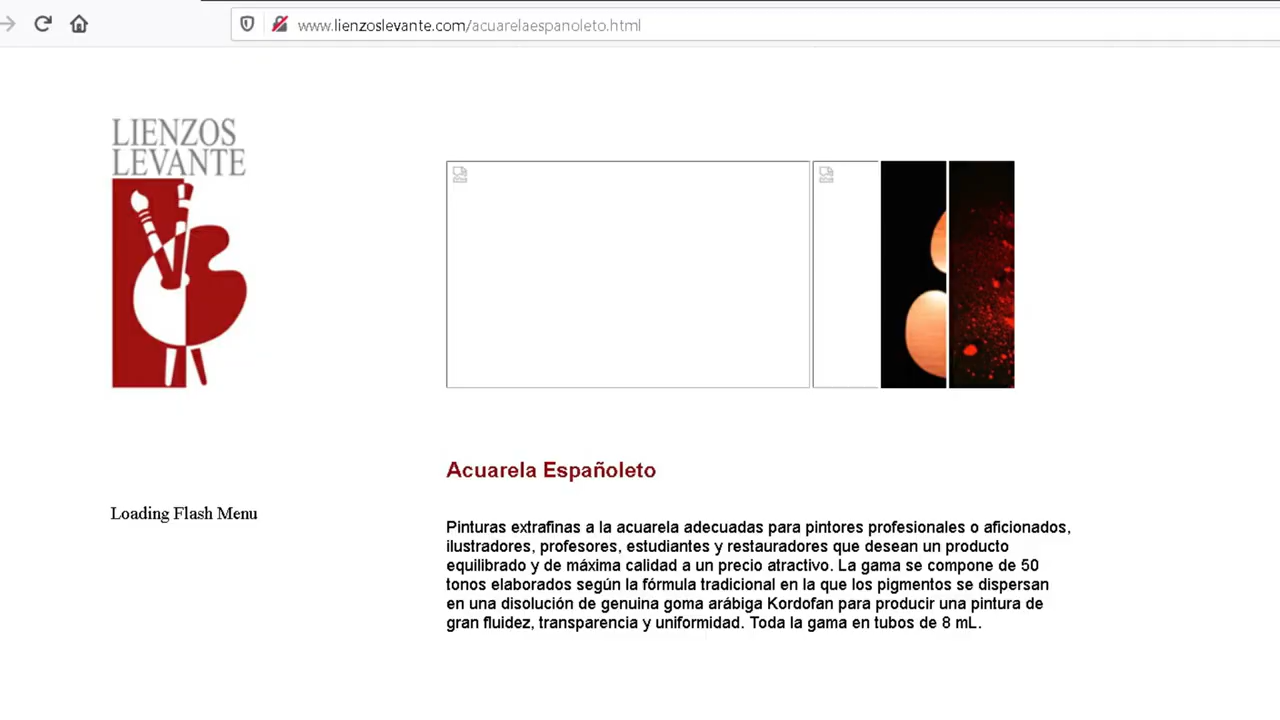 www.lienzoslevante.com/acuarelaespanoleto.html
LIENZOS
LEVANTE
Acuarela Españoleto
Loading Flash Menu
Pinturas extrafinas a la acuarela adecuadas para pintores profesionales o aficionados,
ilustradores, profesores, estudiantes y restauradores que desean un producto
equilibrado y de máxima calidad a un precio atractivo. La gama se compone de 50
tonos elaborados según la fórmula tradicional en la que los pigmentos se dispersan
en una disolución de genuina goma arábiga Kordofan para producir una pintura de
gran fluidez, transparencia y uniformidad. Toda la gama en tubos de 8 mL.